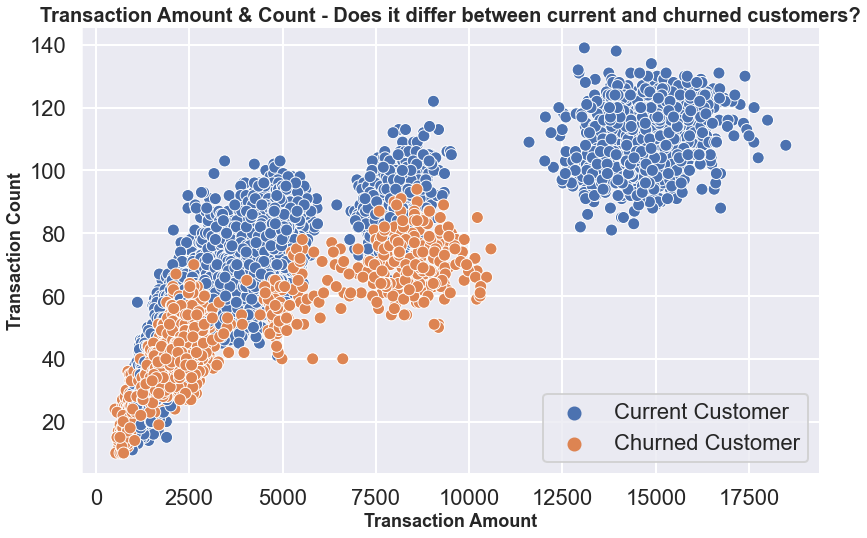 Transaction Amount & Count - Does it differ between current and churned customers?
140
120
100
80
60
40
20
Transaction Count
Current Customer
Churned Customer
0 2500 5000 7500 10000 12500 15000 17500
Transaction Amount